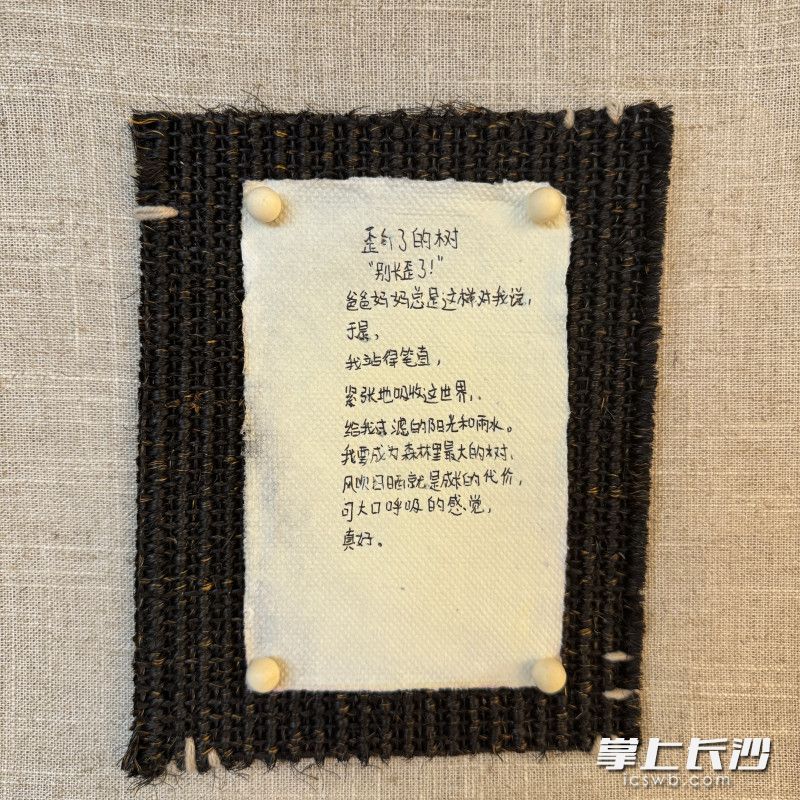 歪了的树
“别长歪了！”
爸爸妈妈总是这样对我说，
于是，
我站得笔直，
紧张地吸收这世界，
给我过滤的阳光和雨水。
我要成为森林里最大的树，
风吹日晒就是成长的代价，
可大口呼吸的感觉，
真好。
掌上长沙
icswb.com